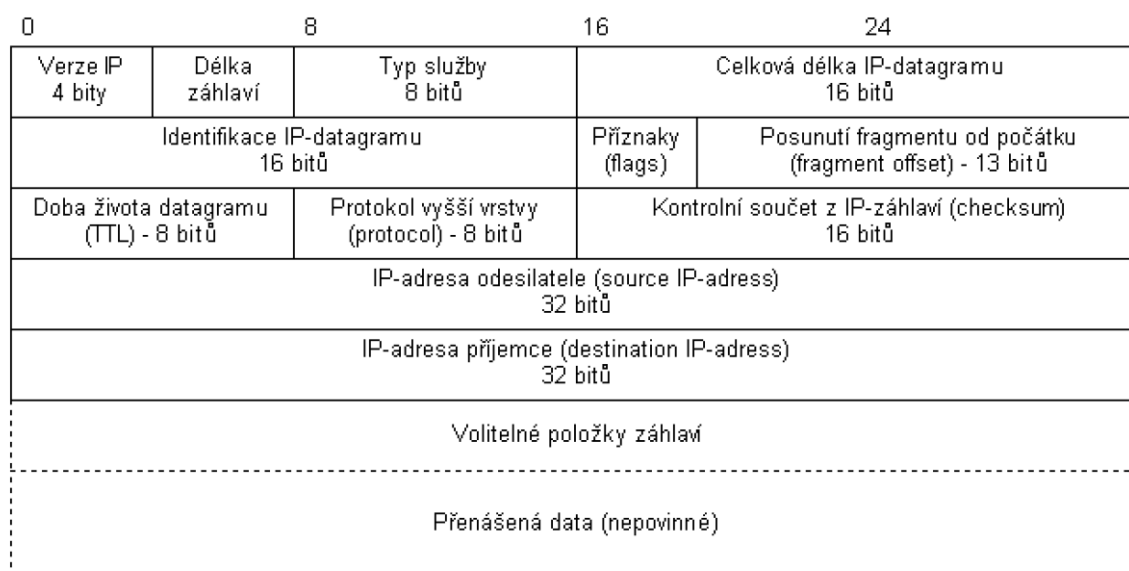 0 8 16 24
Verze IP
4 bity
Délka
záhlaví
Typ služby
8 bitů
Celková délka IP-datagramu
16 bitů
Identifikace IP-datagramu
16 bitů
Příznaky
(flags)
Posunutí fragmentu od počátku
(fragment offset) - 13 bitů
Doba života datagramu
(TTL) - 8 bitů
Protokol vyšší vrstvy
(protocol) - 8 bitů
Kontrolní součet z IP-záhlaví (checksum)
16 bitů
IP-adresa odesilatele (source IP-adress)
32 bitů
IP-adresa příjemce (destination IP-adress)
32 bitů
Volitelné položky záhlaví
Přenášená data (nepovinné)